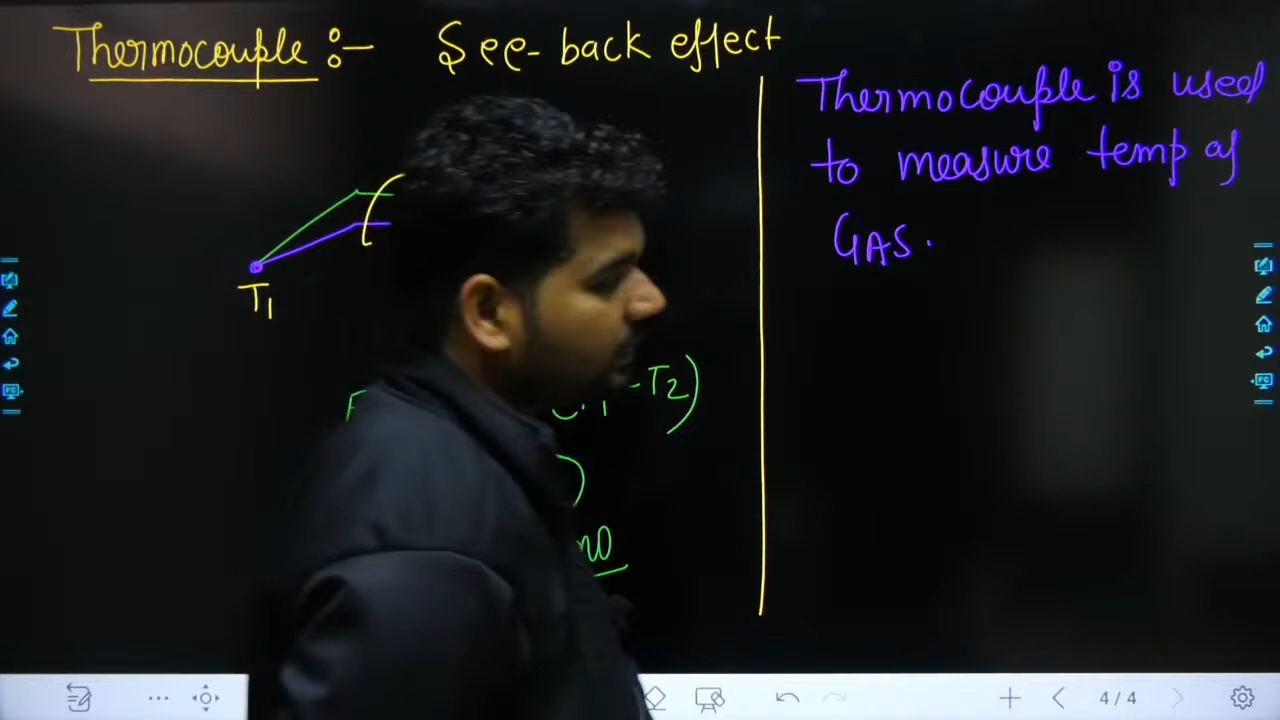 Thermocouple :- See-back effect
Thermocouple is used
to measure temp of
GAS.
T1
-T2)
4/4